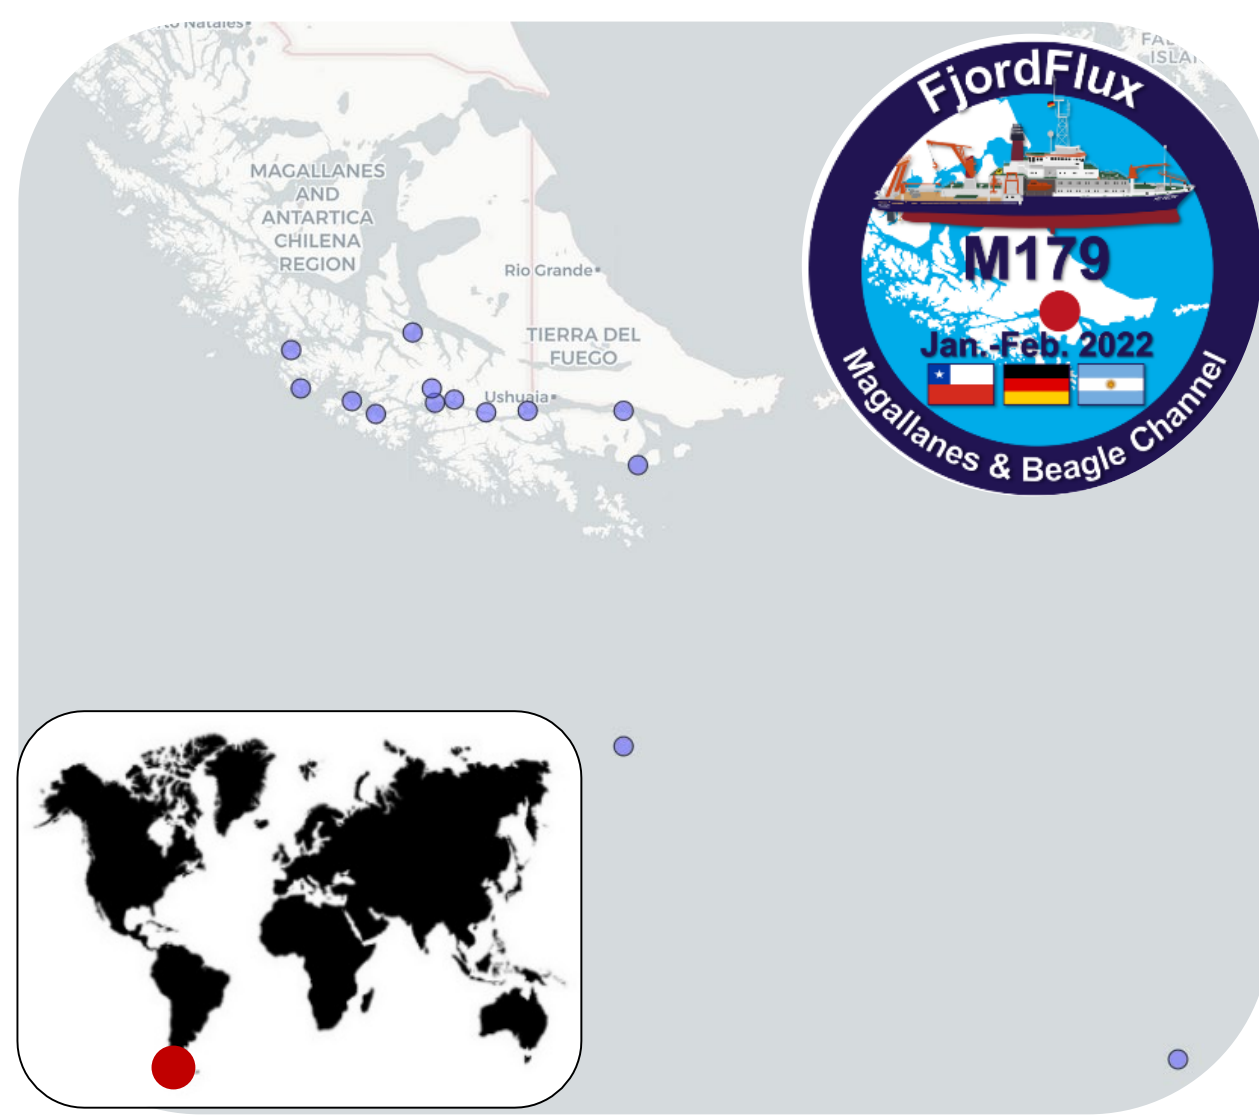 MAGALLANES
AND
ANTARTICA
CHILENA
REGION
Rio Grande
TIERRA DEL
FUEGO
Ushuaia
FjordFlux
M179
Jan.-Feb. 2022
Magallanes & Beagle Channel